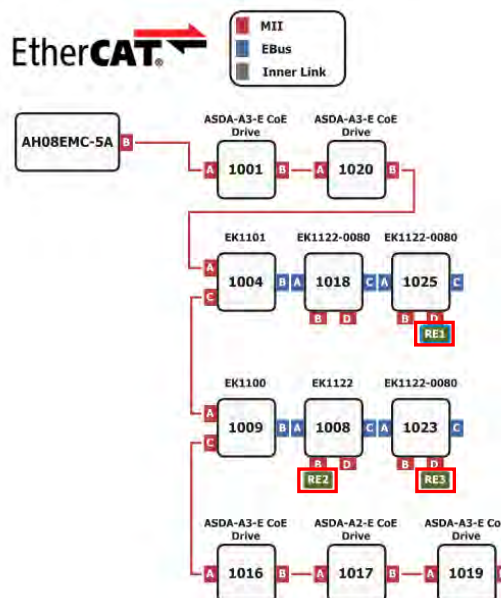 EtherCAT®
MII
EBus
Inner Link
AH08EMC-5A
B
ASDA-A3-E CoE
Drive
A 1001 B
ASDA-A3-E CoE
Drive
A 1020 B
EK1101
A
1004 B
C
EK1122-0080
A 1018 C
B D
EK1122-0080
A 1025 C
B D
RE1
EK1100
A
1009 B
C
EK1122
A 1008 C
B D
RE2
EK1122-0080
A 1023 C
B D
RE3
ASDA-A3-E CoE
Drive
A 1016 B
ASDA-A2-E CoE
Drive
A 1017 B
ASDA-A3-E Co
Drive
A 1019